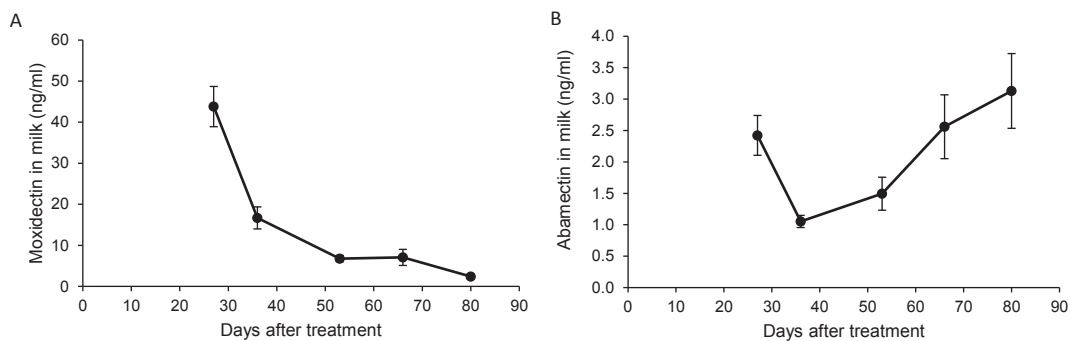 A
Moxidectin in milk (ng/ml)
60
50
40
30
20
10
0
0 10 20 30 40 50 60 70 80 90
Days after treatment
B
Abamectin in milk (ng/ml)
4.0
3.5
3.0
2.5
2.0
1.5
1.0
0.5
0.0
0 10 20 30 40 50 60 70 80 90
Days after treatment